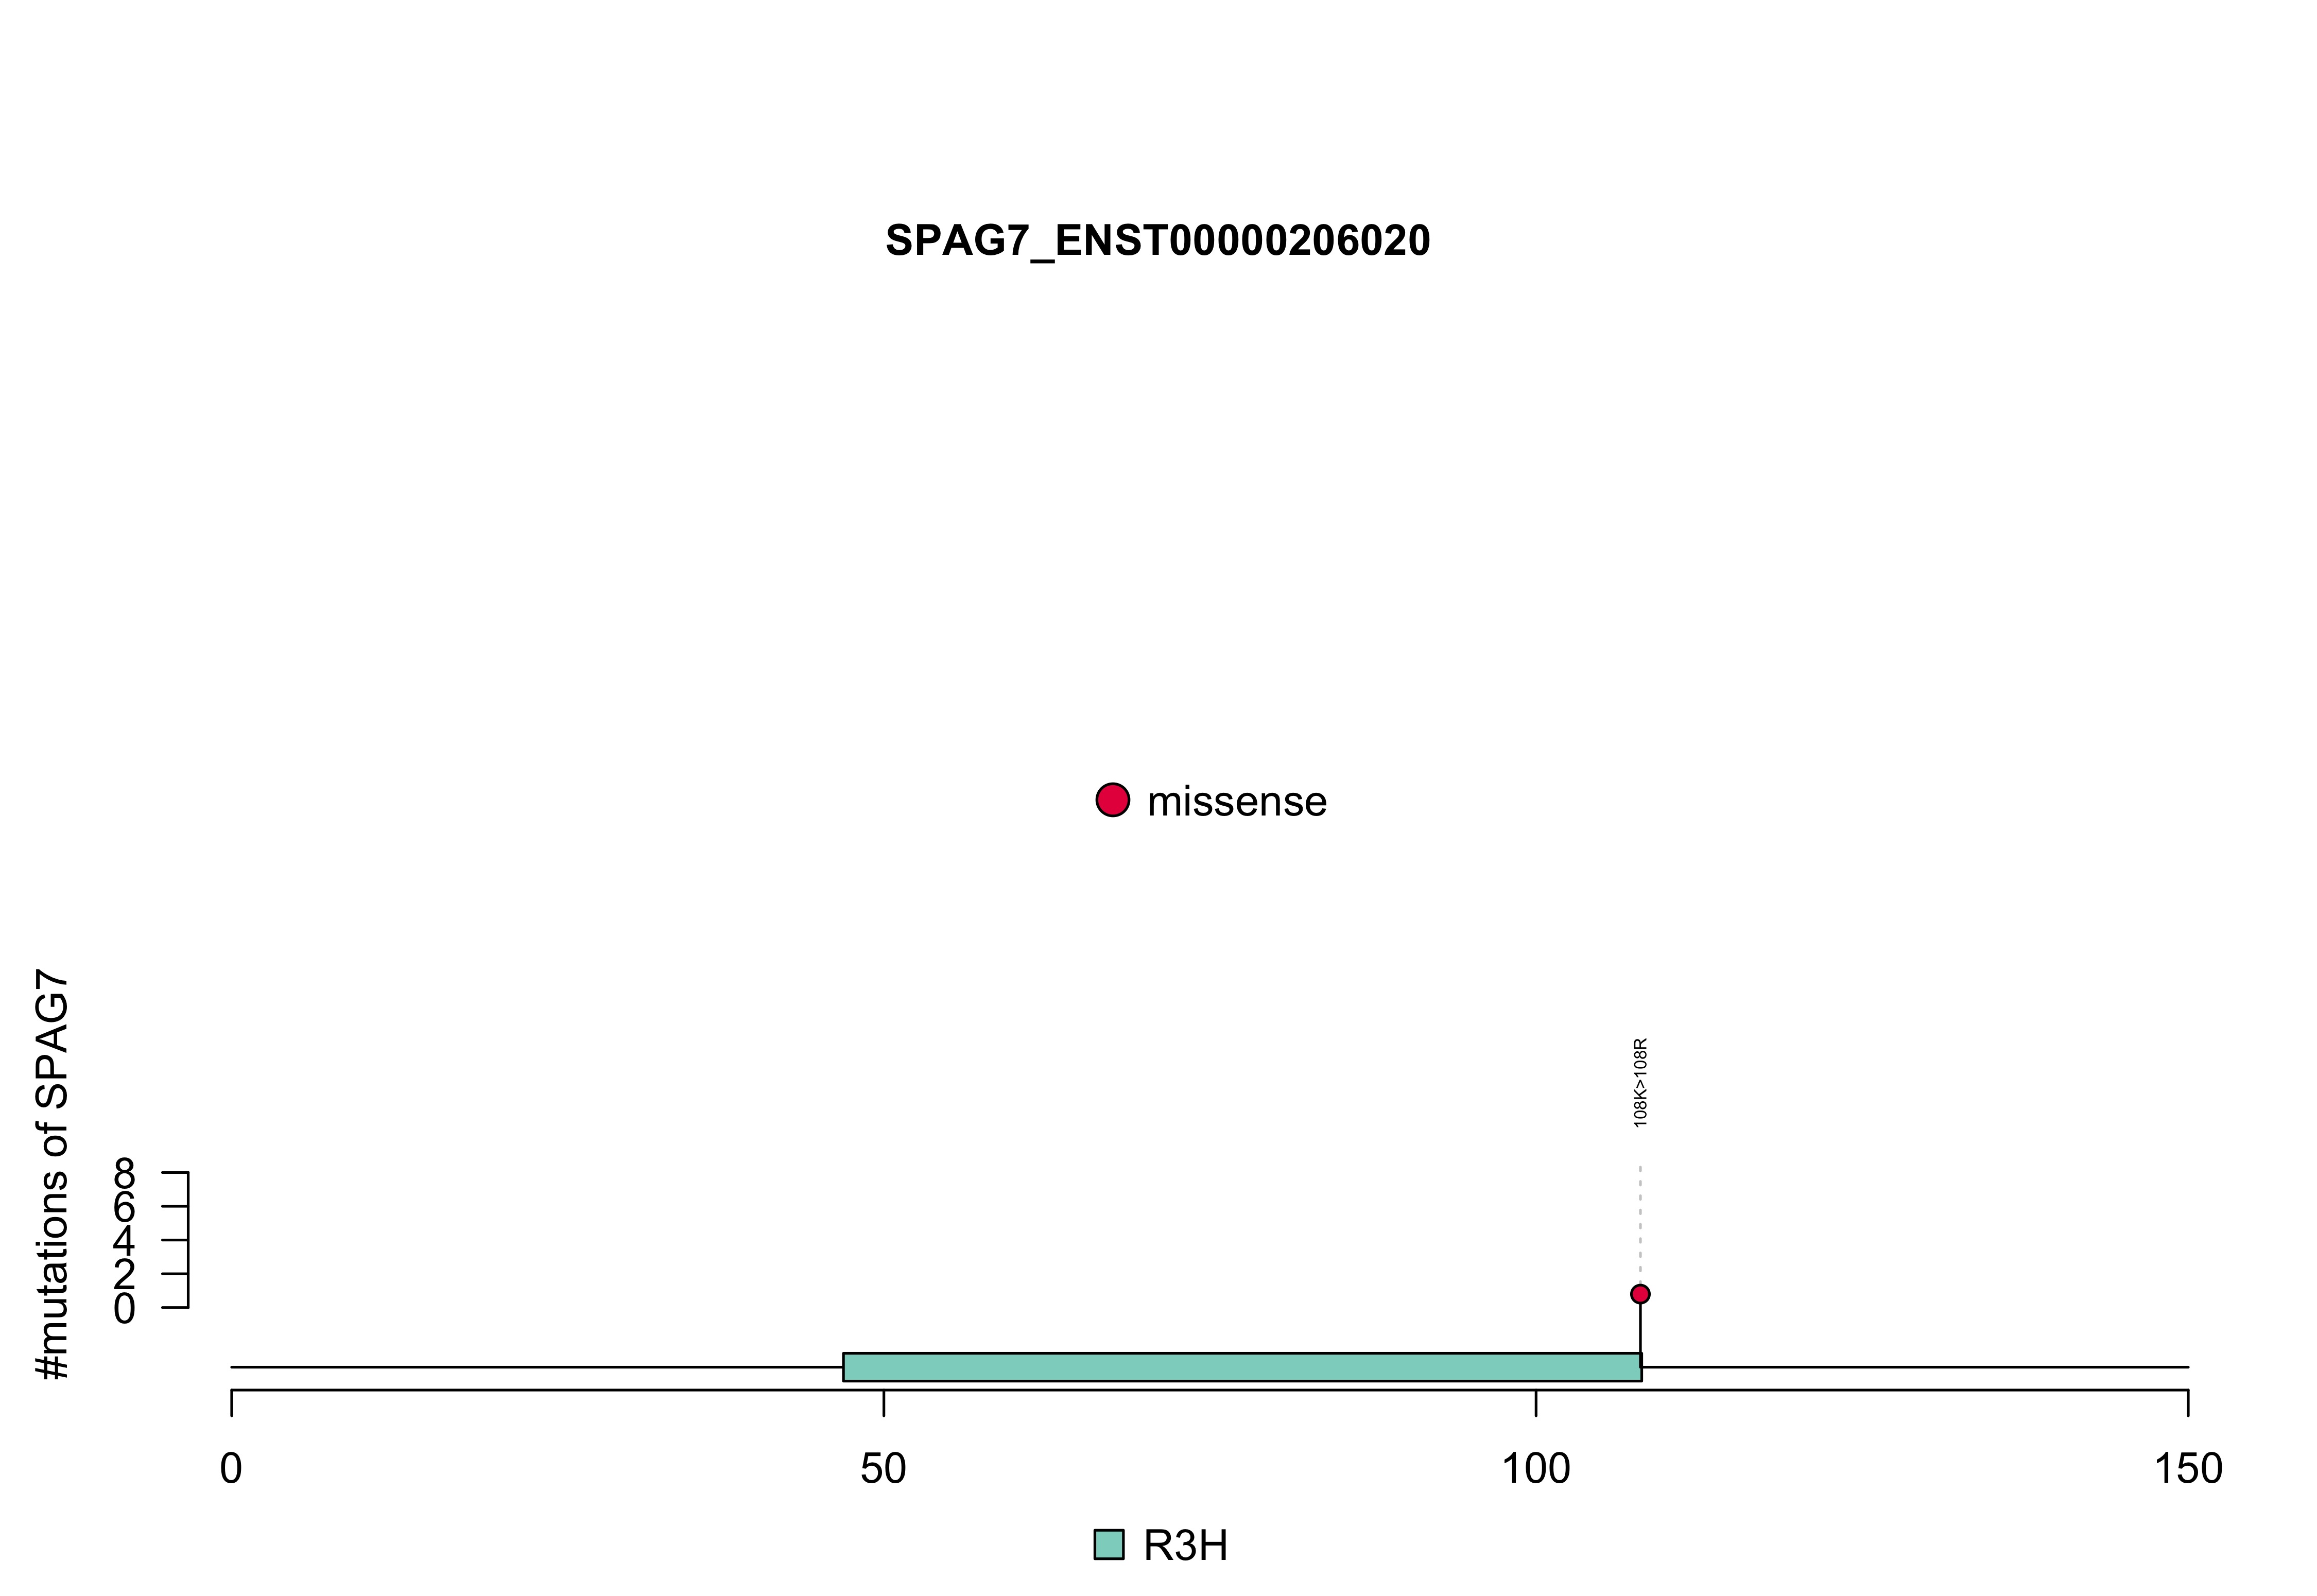 SPAG7_ENST00000206020
missense
#mutations of SPAG7
108K>108R
8
6
4
2
0
0
50
100
150
R3H